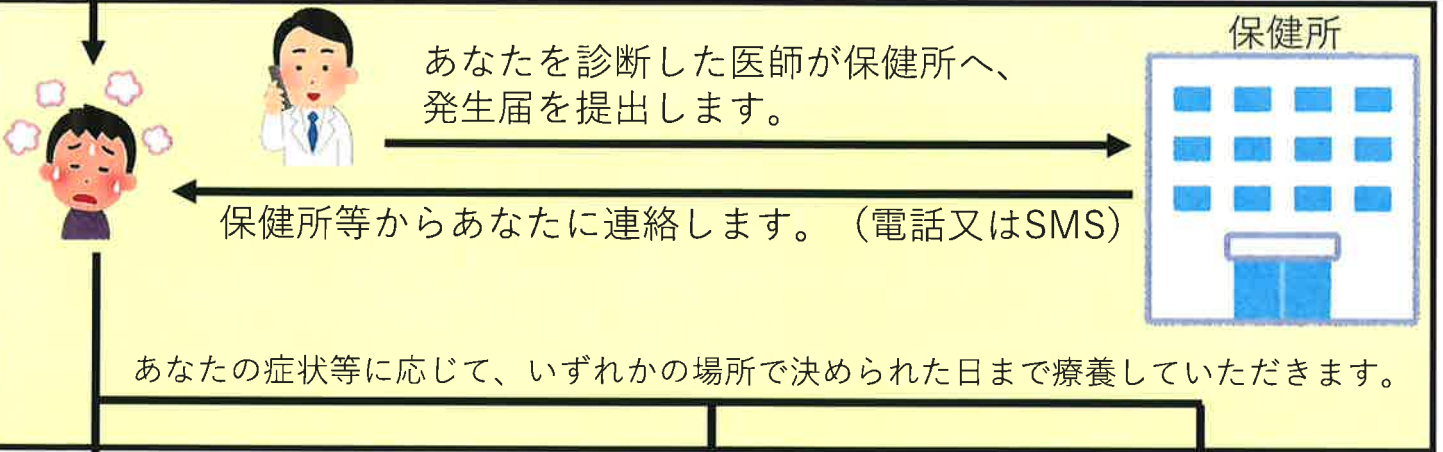 保健所
あなたを診断した医師が保健所へ、
発生届を提出します。
保健所等からあなたに連絡します。（電話又はSMS）
あなたの症状等に応じて、いずれかの場所で決められた日まで療養していただきます。